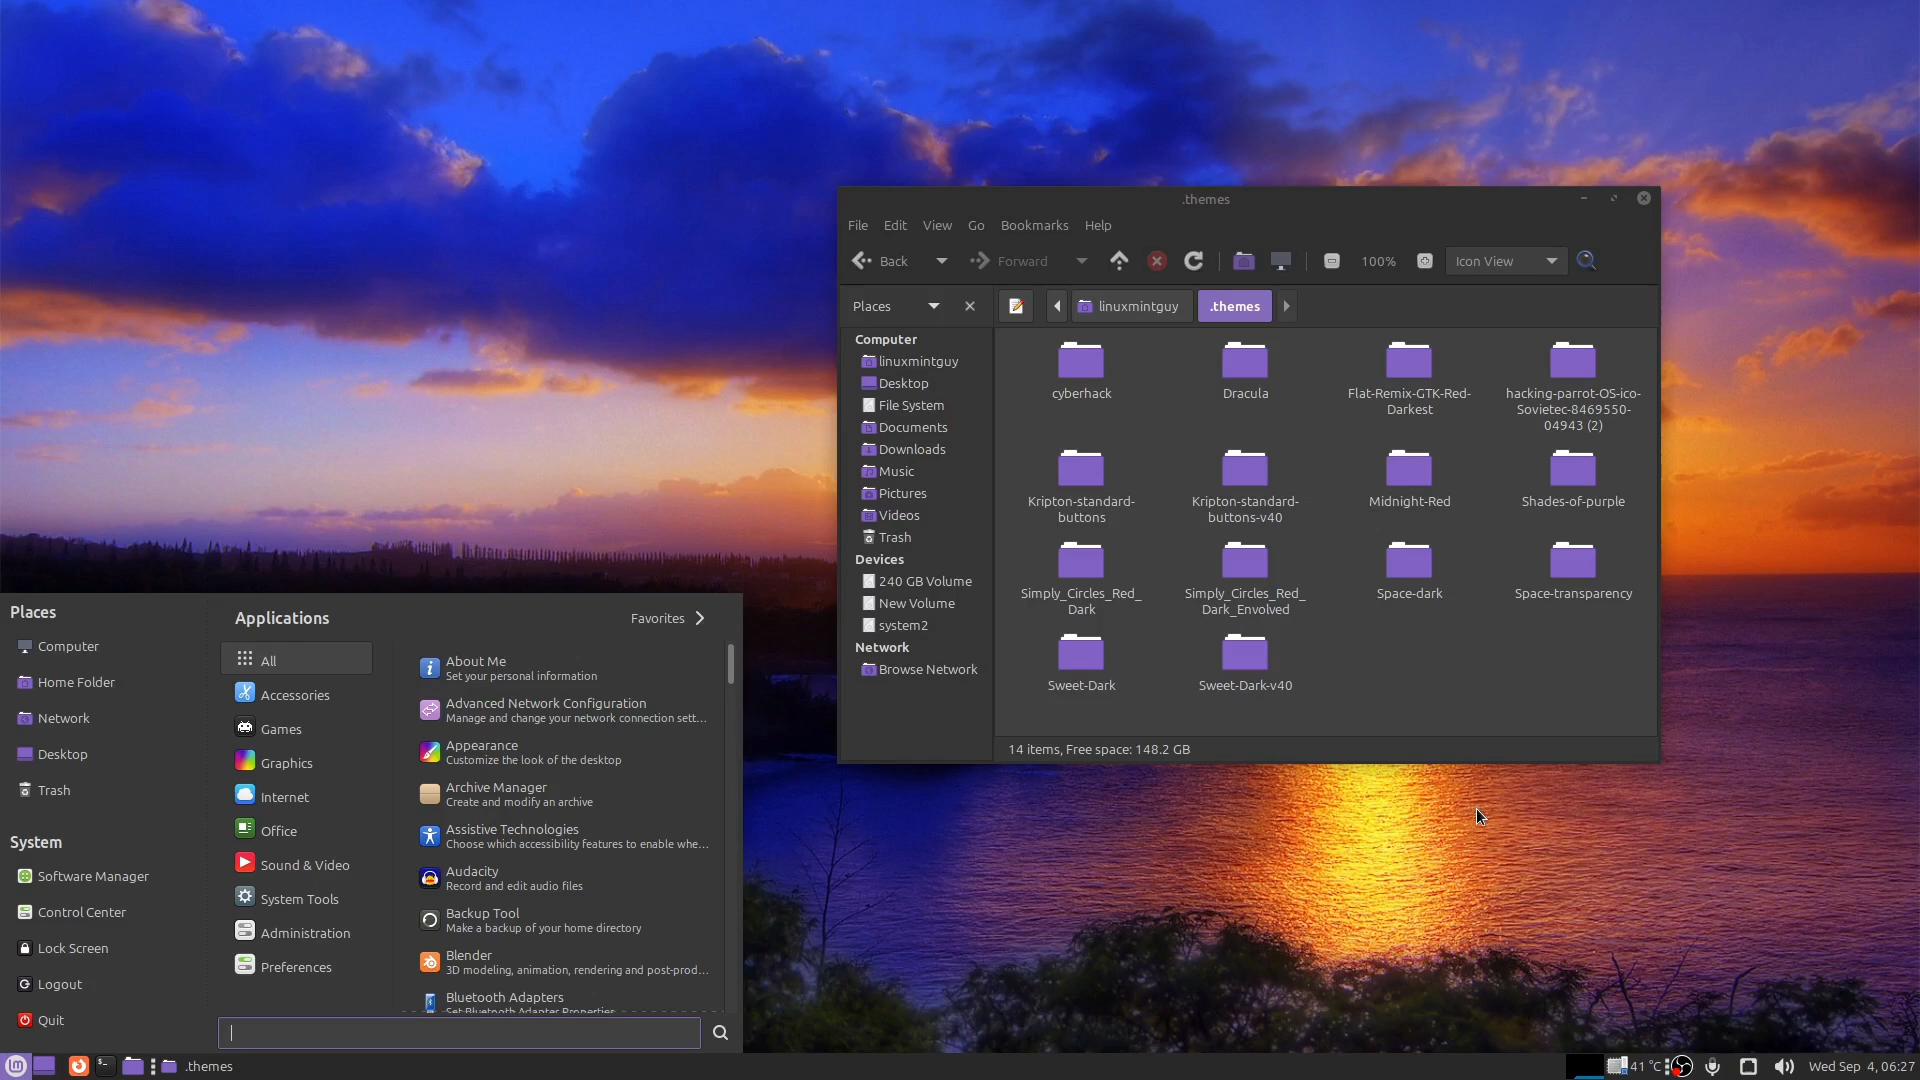 .themes
File Edit View Go Bookmarks Help
Back Forward 100% Icon View
Places linuxmintguy .themes
Computer
linuxmintguy
Desktop
File System
Documents
Downloads
Music
Pictures
Videos
Trash
Devices
240 GB Volume
New Volume
system2
Network
Browse Network
cyberhack
Dracula
Flat-Remix-GTK-Red-
Darkest
hacking-parrot-OS-ico-
Sovietec-8469550-
04943 (2)
Kripton-standard-
buttons
Kripton-standard-
buttons-v40
Midnight-Red
Shades-of-purple
Simply_Circles_Red_
Dark
Simply_Circles_Red_
Dark_Envolved
Space-dark
Space-transparency
Sweet-Dark
Sweet-Dark-v40
14 items, Free space: 148.2 GB
Places
Computer
Home Folder
Network
Desktop
Trash
System
Software Manager
Control Center
Lock Screen
Logout
Quit
Applications
Favorites
All
Accessories
Games
Graphics
Internet
Office
Sound & Video
System Tools
Administration
Preferences
About Me
Set your personal information
Advanced Network Configuration
Manage and change your network connection sett...
Appearance
Customize the look of the desktop
Archive Manager
Create and modify an archive
Assistive Technologies
Choose which accessibility features to enable whe...
Audacity
Record and edit audio files
Backup Tool
Make a backup of your home directory
Blender
3D modeling, animation, rendering and post-prod...
Bluetooth Adapters
Set Bluetooth Adapter Properties
.themes
41 °C
Wed Sep 4, 06:27